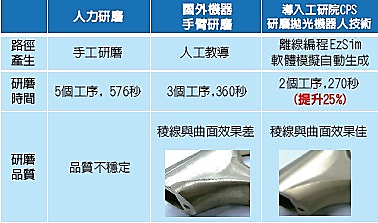 人力研磨
國外機器
手臂研磨
導入工研院CPS
研磨拋光機器人技術
路徑
產生
手工研磨
人工教導
離線編程EzSim
軟體模擬自動生成
研磨
時間
5個工序, 576秒
3個工序,360秒
2個工序,270秒
(提升25%)
研磨
品質
品質不穩定
稜線與曲面效果差
稜線與曲面效果佳